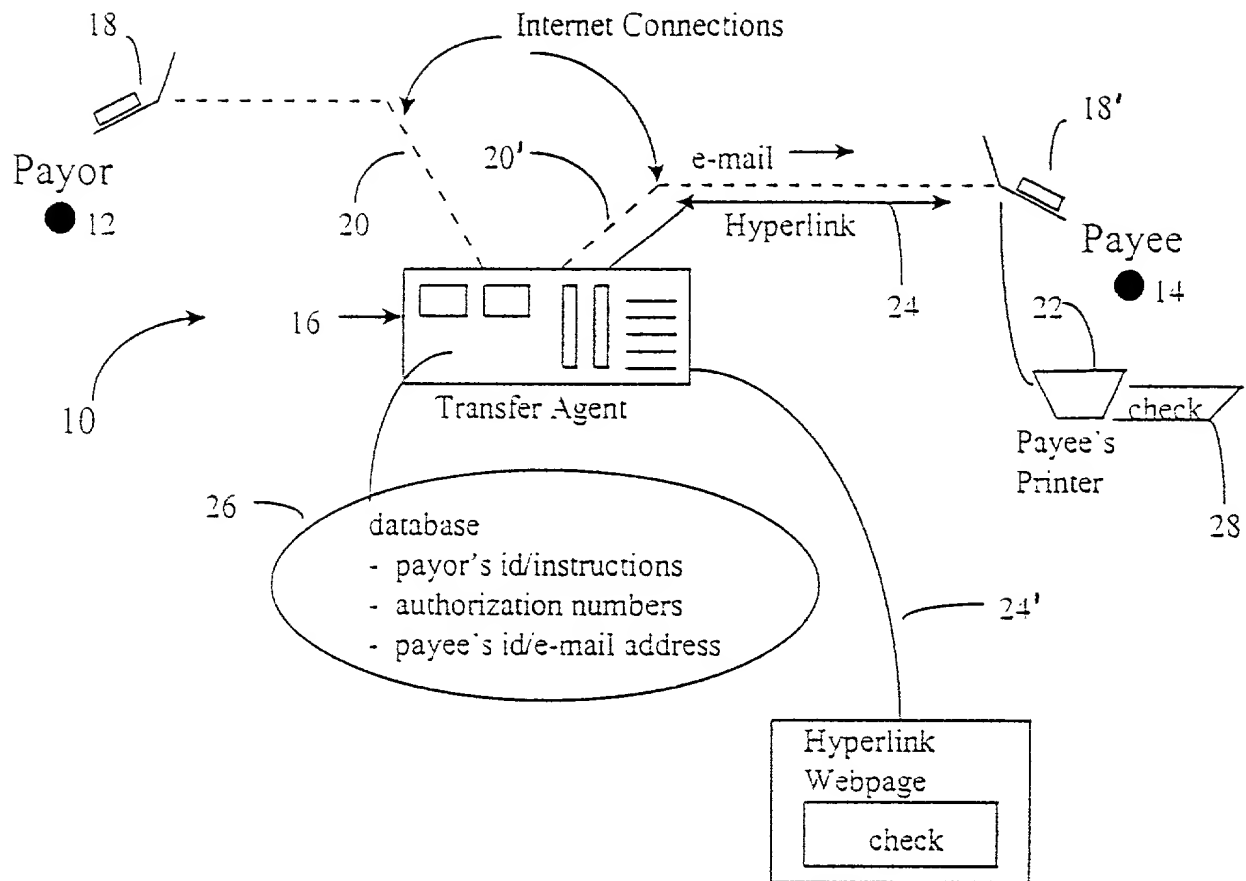 Internet Connections
18
Payor
12
20
20'
e-mail
Hyperlink
24
18'
Payee
14
22
check
Payee's
Printer
28
10
16
Transfer Agent
26
database
- payor's id/instructions
- authorization numbers
- payee's id/e-mail address
24'
Hyperlink
Webpage
check